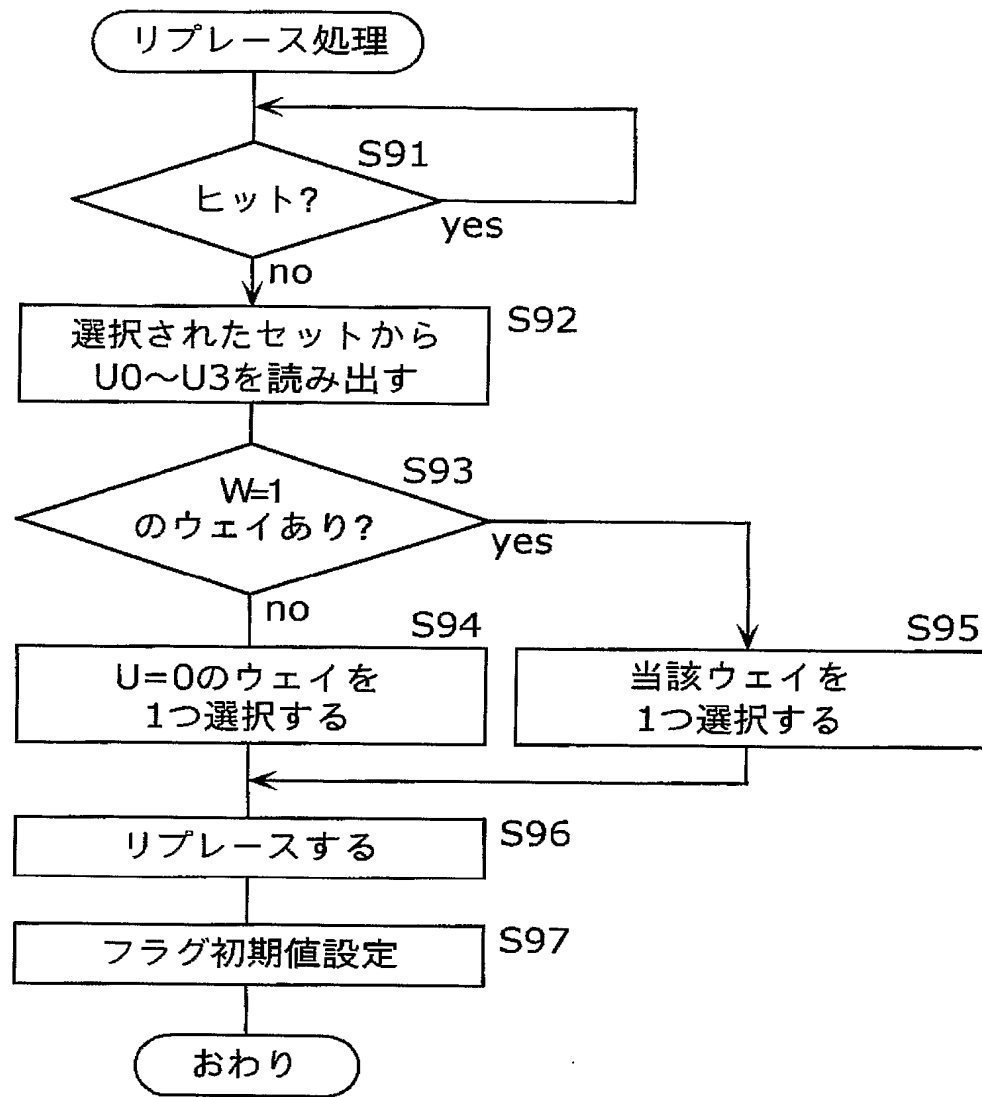 リプレース処理
S91
ヒット?
yes
no
S92
選択されたセットから
U0～U3を読み出す
S93
W=1
のウェイあり?
yes
no
S94
U=0のウェイを
1つ選択する
S95
当該ウェイを
1つ選択する
リプレースする
S96
フラグ初期値設定
S97
おわり